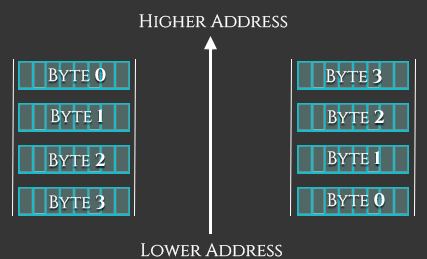 Higher Address
Byte 0
Byte 1
Byte 2
Byte 3
Byte 3
Byte 2
Byte 1
Byte 0
Lower Address